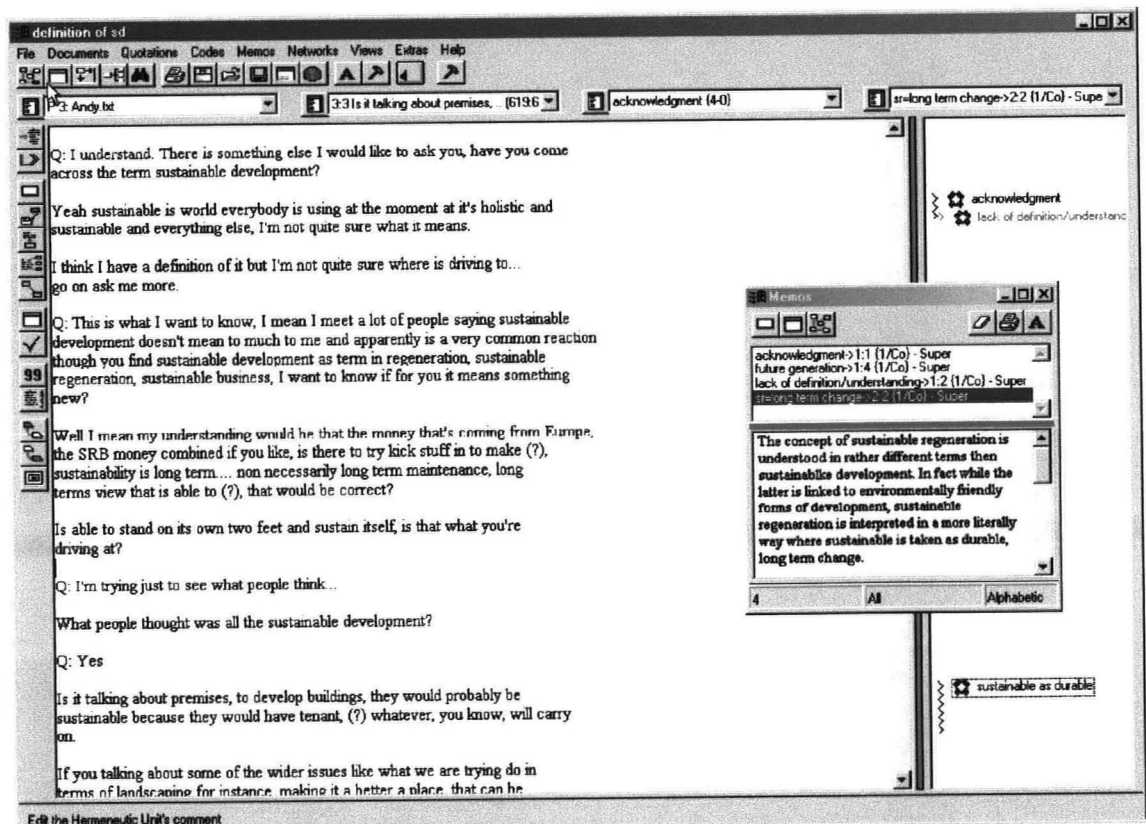 definition of sd
File Documents Quotations Codes Memos Networks Views Extras Help
3: Andy.txt
3:3 Is it talking about premises, .. (619:6
acknowledgment {4-0}
sr=long term change->2:2 {1/Co} - Supe
Q: I understand. There is something else I would like to ask you, have you come
across the term sustainable development?
Yeah sustainable is world everybody is using at the moment at it's holistic and
sustainable and everything else, I'm not quite sure what it means.
I think I have a definition of it but I'm not quite sure where is driving to...
go on ask me more.
Q: This is what I want to know, I mean I meet a lot of people saying sustainable
development doesn't mean to much to me and apparently is a very common reaction
though you find sustainable development as term in regeneration, sustainable
regeneration, sustainable business, I want to know if for you it means something
new?
Well I mean my understanding would be that the money that's coming from Europe,
the SRB money combined if you like, is there to try kick stuff in to make (?),
sustainability is long term.... non necessarily long term maintenance, long
terms view that is able to (?), that would be correct?
Is able to stand on its own two feet and sustain itself, is that what you're
driving at?
Q: I'm trying just to see what people think...
What people thought was all the sustainable development?
Q: Yes
Is it talking about premises, to develop buildings, they would probably be
sustainable because they would have tenant, (?) whatever, you know, will carry
on.
If you talking about some of the wider issues like what we are trying do in
terms of landscaping for instance, making it a better a place, that can be
acknowledgment
lack of definition/understanc
Memos
acknowledgment->1:1 {1/Co} - Super
future generation->1:4 {1/Co} - Super
lack of definition/understanding->1:2 {1/Co} - Super
sr=long term change->2:2 {1/Co} - Super
The concept of sustainable regeneration is
understood in rather different terms then
sustainablke development. In fact while the
latter is linked to environmentally friendly
forms of development, sustainable
regeneration is interpreted in a more literally
way where sustainable is taken as durable,
long term change.
4 All Alphabetic
sustainable as durable
99
Edit the Hermeneutic Unit's comment